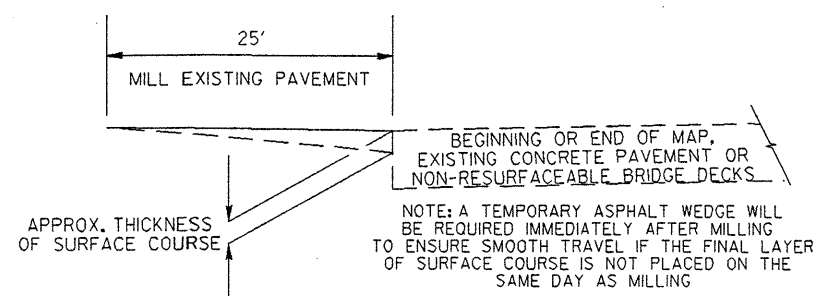 25'
MILL EXISTING PAVEMENT
BEGINNING OR END OF MAP,
EXISTING CONCRETE PAVEMENT OR
NON-RESURFACEABLE BRIDGE DECKS
APPROX. THICKNESS
OF SURFACE COURSE
NOTE: A TEMPORARY ASPHALT WEDGE WILL
BE REQUIRED IMMEDIATELY AFTER MILLING
TO ENSURE SMOOTH TRAVEL IF THE FINAL LAYER
OF SURFACE COURSE IS NOT PLACED ON THE
SAME DAY AS MILLING